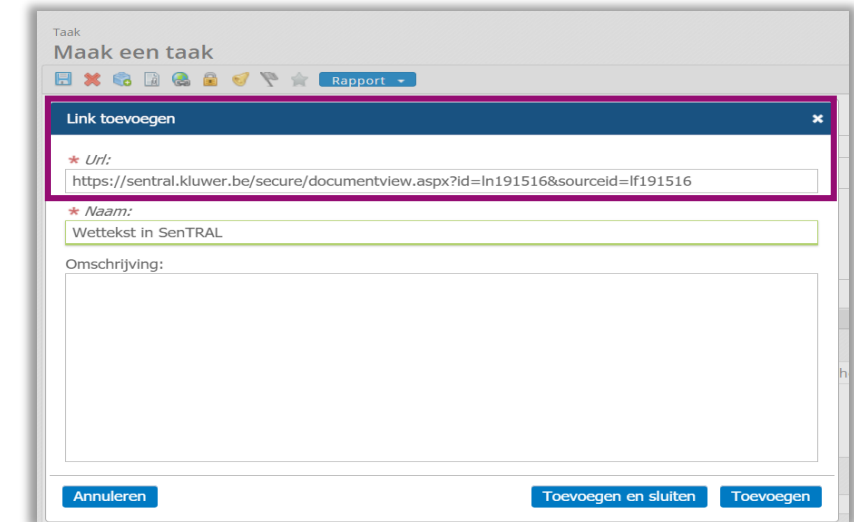 Taak
Maak een taak
Rapport
Link toevoegen
* Url:
https://sentral.kluwer.be/secure/documentview.aspx?id=ln191516&sourceid=lf191516
* Naam:
Wettekst in SenTRAL
Omschrijving:
Annuleren
Toevoegen en sluiten
Toevoegen